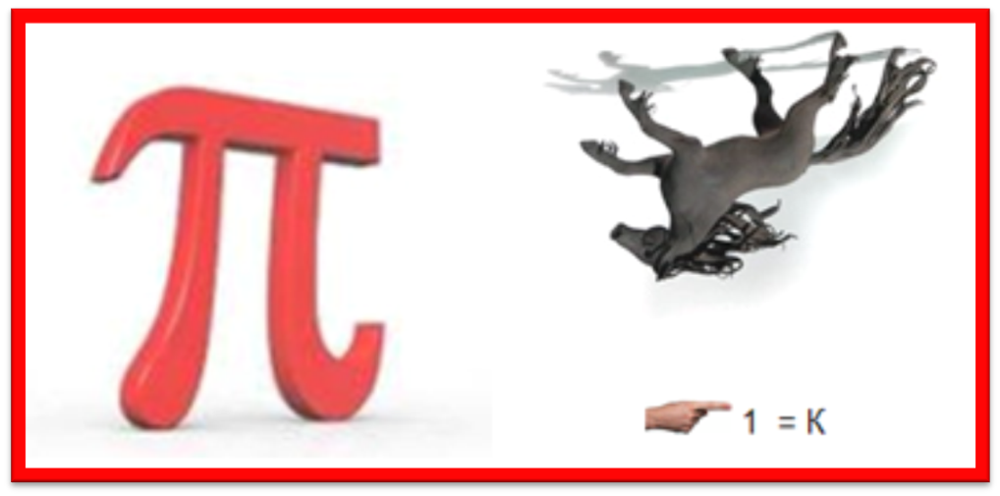 π
1 = К